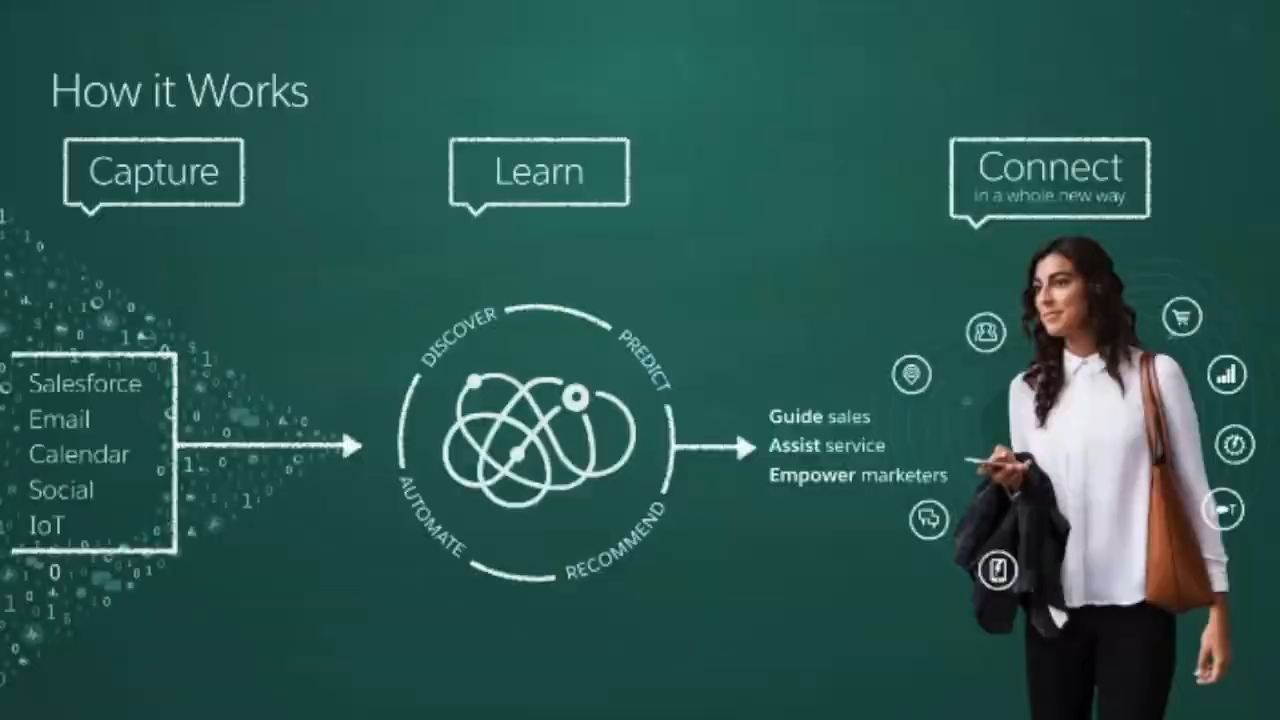 How it Works
Capture
Learn
Connect
in a whole new way
Salesforce
Email
Calendar
Social
IoT
DISCOVER
PREDICT
AUTOMATE
RECOMMEND
Guide sales
Assist service
Empower marketers